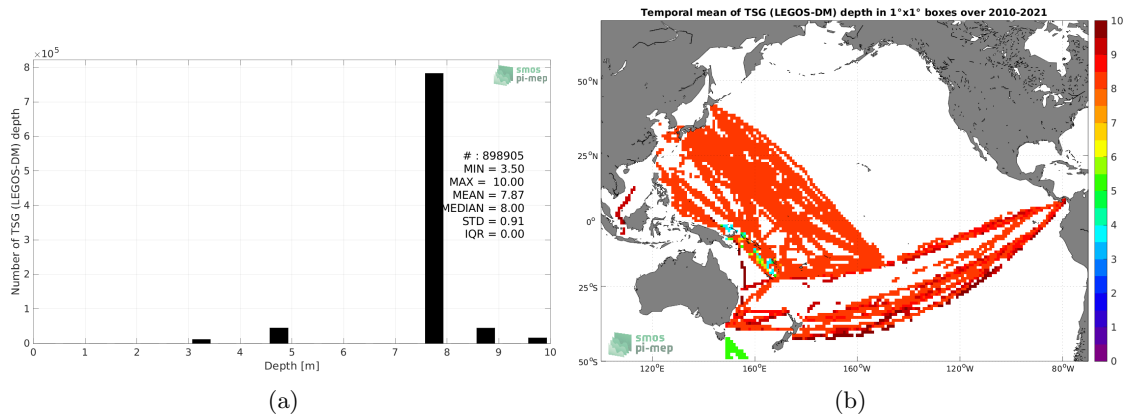 ×10⁵
8
7
6
5
4
3
2
1
0
Number of TSG (LEGOS-DM) depth
smos
pi-mep
# : 898905
MIN = 3.50
MAX = 10.00
MEAN = 7.87
MEDIAN = 8.00
STD = 0.91
IQR = 0.00
0 1 2 3 4 5 6 7 8 9 10
Depth [m]
(a)
Temporal mean of TSG (LEGOS-DM) depth in 1°x1° boxes over 2010-2021
50°N
25°N
0°
25°S
50°S
smos
pi-mep
120°E 160°E 160°W 120°W 80°W
10
9
8
7
6
5
4
3
2
1
0
(b)